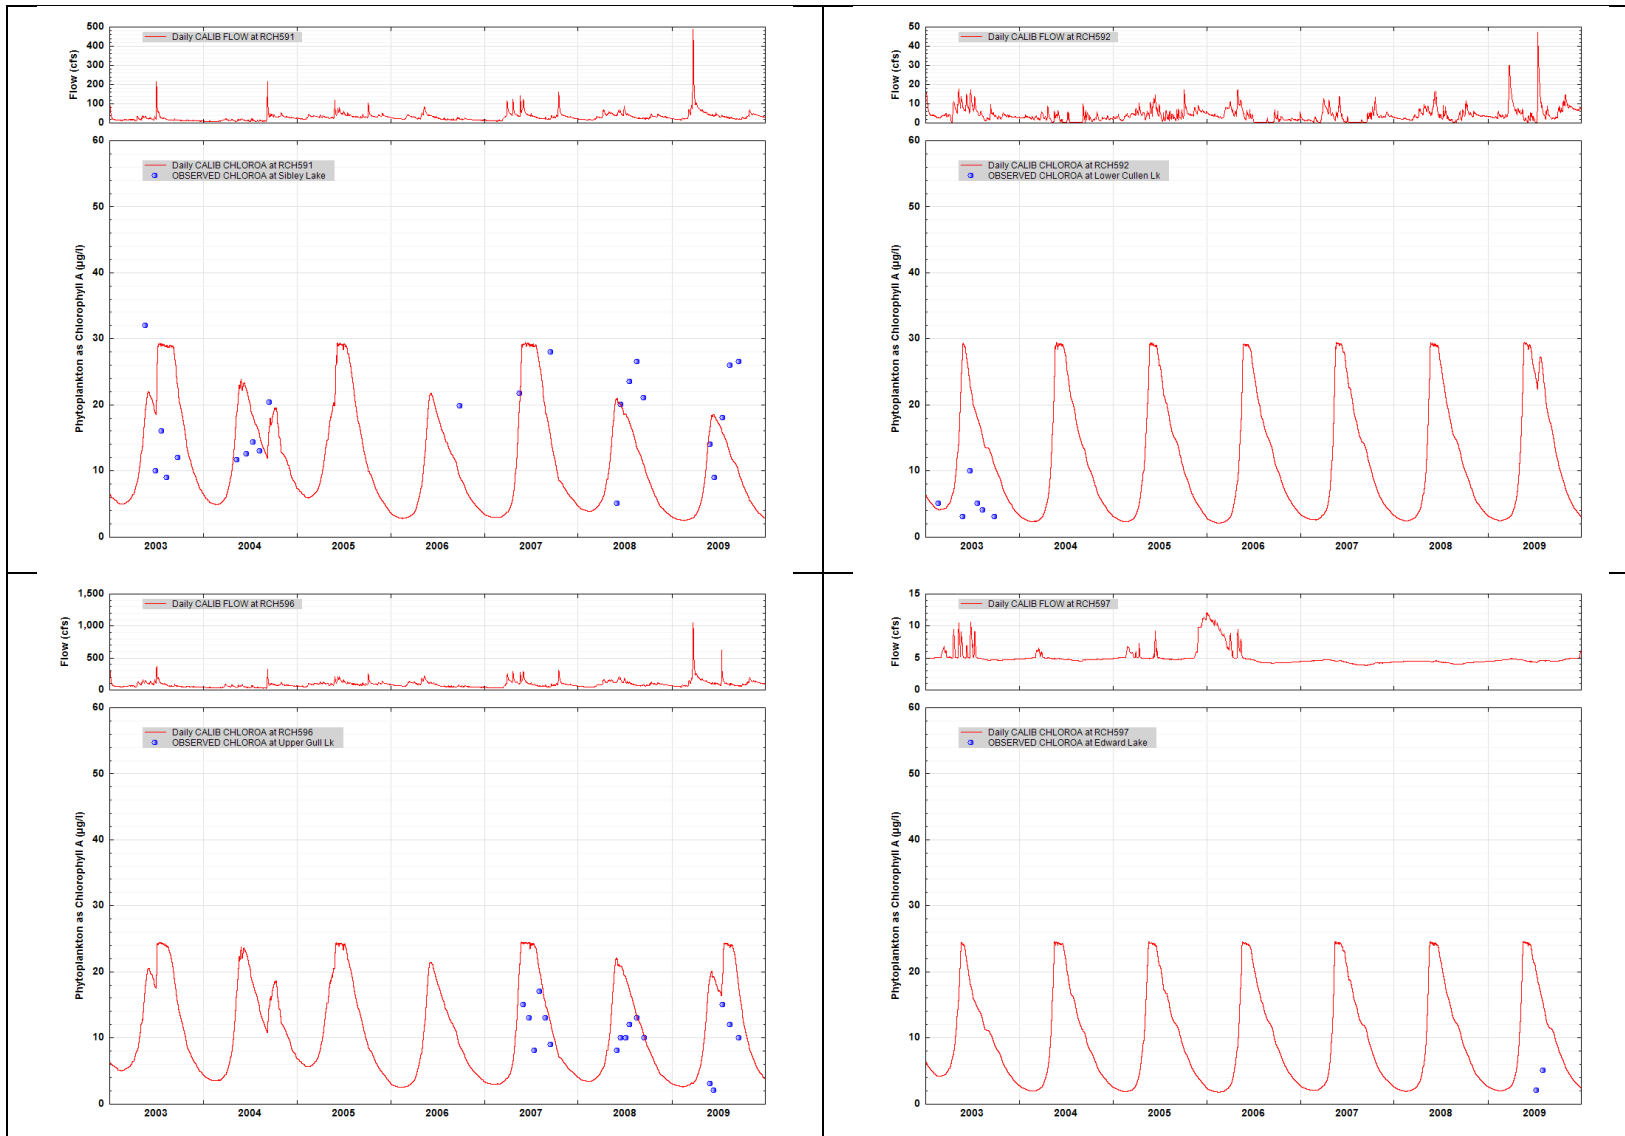 500
400
300
200
100
0
Flow (cfs)
Daily CALIB FLOW at RCH591
60
50
40
30
20
10
0
Phytoplankton as Chlorophyll A (µg/l)
Daily CALIB CHLOROA at RCH591
OBSERVED CHLOROA at Sibley Lake
2003 2004 2005 2006 2007 2008 2009
50
40
30
20
10
0
Flow (cfs)
Daily CALIB FLOW at RCH592
60
50
40
30
20
10
0
Phytoplankton as Chlorophyll A (µg/l)
Daily CALIB CHLOROA at RCH592
OBSERVED CHLOROA at Lower Cullen Lk
2003 2004 2005 2006 2007 2008 2009
1,500
1,000
500
0
Flow (cfs)
Daily CALIB FLOW at RCH596
60
50
40
30
20
10
0
Phytoplankton as Chlorophyll A (µg/l)
Daily CALIB CHLOROA at RCH596
OBSERVED CHLOROA at Upper Gull Lk
2003 2004 2005 2006 2007 2008 2009
15
10
5
0
Flow (cfs)
Daily CALIB FLOW at RCH597
60
50
40
30
20
10
0
Phytoplankton as Chlorophyll A (µg/l)
Daily CALIB CHLOROA at RCH597
OBSERVED CHLOROA at Edward Lake
2003 2004 2005 2006 2007 2008 2009